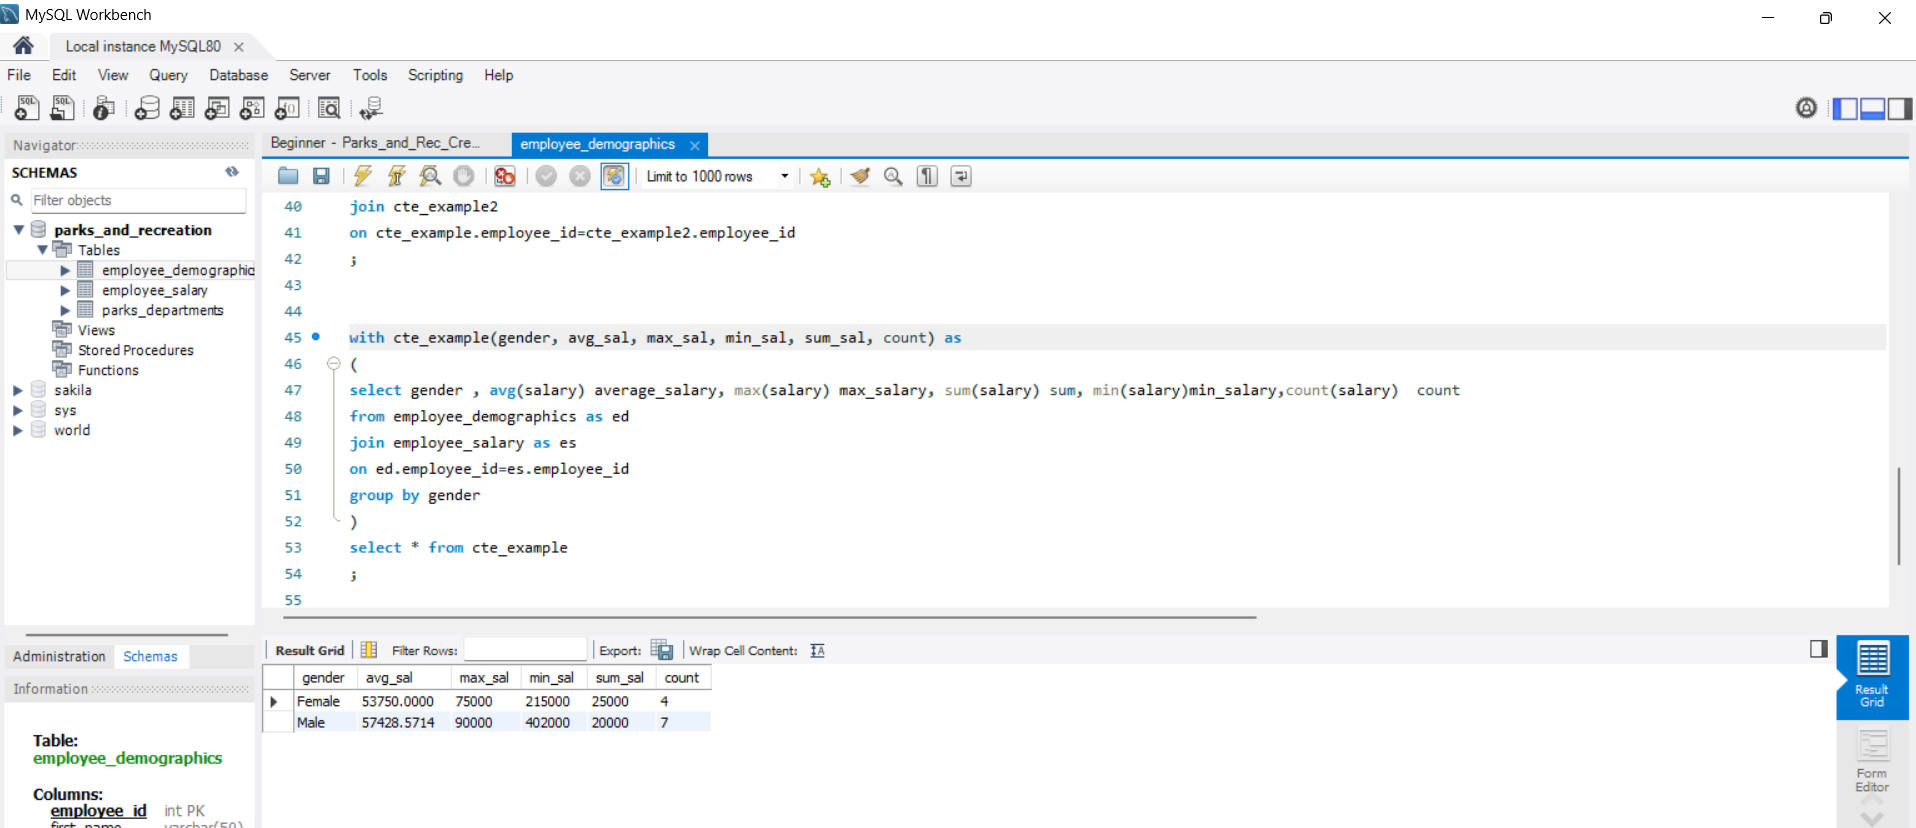 MySQL Workbench
Local instance MySQL80
File Edit View Query Database Server Tools Scripting Help
Navigator
SCHEMAS
Filter objects
parks_and_recreation
Tables
employee_demographic
employee_salary
parks_departments
Views
Stored Procedures
Functions
sakila
sys
world
Administration Schemas
Information
Table:
employee_demographics
Columns:
employee_id int PK
first_name varchar(50)
Beginner - Parks_and_Rec_Cre... employee_demographics
Limit to 1000 rows
40 join cte_example2
41 on cte_example.employee_id=cte_example2.employee_id
42 ;
43
44
45 with cte_example(gender, avg_sal, max_sal, min_sal, sum_sal, count) as
46 (
47 select gender , avg(salary) average_salary, max(salary) max_salary, sum(salary) sum, min(salary)min_salary,count(salary)  count
48 from employee_demographics as ed
49 join employee_salary as es
50 on ed.employee_id=es.employee_id
51 group by gender
52 )
53 select * from cte_example
54 ;
55
Result Grid Filter Rows: Export: Wrap Cell Content:
gender avg_sal max_sal min_sal sum_sal count
Female 53750.0000 75000 215000 25000 4
Male 57428.5714 90000 402000 20000 7
Result
Grid
Form
Editor